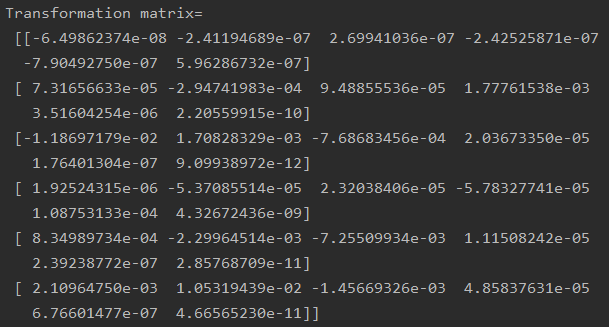 Transformation matrix=
[[-6.49862374e-08 -2.41194689e-07  2.69941036e-07 -2.42525871e-07
-7.90492750e-07  5.96286732e-07]
[ 7.31656633e-05 -2.94741983e-04  9.48855536e-05  1.77761538e-03
3.51604254e-06  2.20559915e-10]
[-1.18697179e-02  1.70828329e-03 -7.68683456e-04  2.03673350e-05
1.76401304e-07  9.09938972e-12]
[ 1.92524315e-06 -5.37085514e-05  2.32038406e-05 -5.78327741e-05
1.08753133e-04  4.32672436e-09]
[ 8.34989734e-04 -2.29964514e-03 -7.25509934e-03  1.11508242e-05
2.39238772e-07  2.85768709e-11]
[ 2.10964750e-03  1.05319439e-02 -1.45669326e-03  4.85837631e-05
6.76601477e-07  4.66565230e-11]]